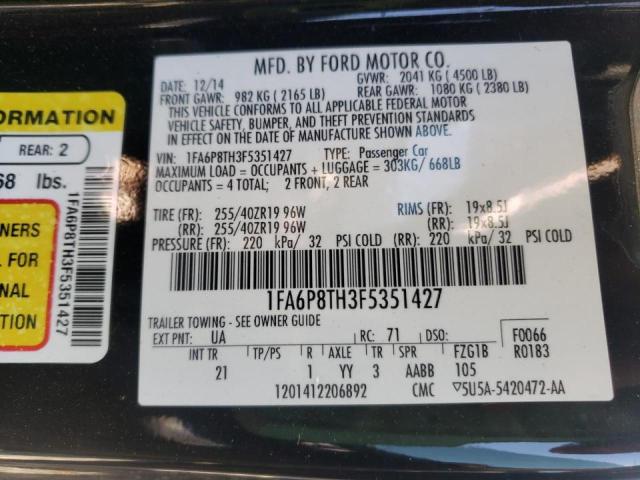 ORMATION
REAR: 2
68 lbs.
NERS
L FOR
NAL
TION
1FA6P8TH3F5351427
MFD. BY FORD MOTOR CO.
DATE: 12/14 GVWR: 2041 KG ( 4500 LB)
FRONT GAWR: 982 KG ( 2165 LB) REAR GAWR: 1080 KG ( 2380 LB)
THIS VEHICLE CONFORMS TO ALL APPLICABLE FEDERAL MOTOR
VEHICLE SAFETY, BUMPER, AND THEFT PREVENTION STANDARDS
IN EFFECT ON THE DATE OF MANUFACTURE SHOWN ABOVE.
VIN: 1FA6P8TH3F5351427 TYPE: Passenger Car
MAXIMUM LOAD = OCCUPANTS + LUGGAGE = 303KG/ 668LB
OCCUPANTS = 4 TOTAL; 2 FRONT, 2 REAR
TIRE (FR): 255/40ZR19 96W RIMS (FR): 19x8.5J
(RR): 255/40ZR19 96W (RR): 19x8.5J
PRESSURE (FR): 220 kPa/ 32 PSI COLD (RR): 220 kPa/ 32 PSI COLD
1FA6P8TH3F5351427
TRAILER TOWING - SEE OWNER GUIDE
EXT PNT: UA RC: 71 DSO: F0066
INT TR TP/PS R AXLE TR SPR FZG1B R0183
21 1 YY 3 AABB 105
1201412206892 CMC ▽5U5A-5420472-AA